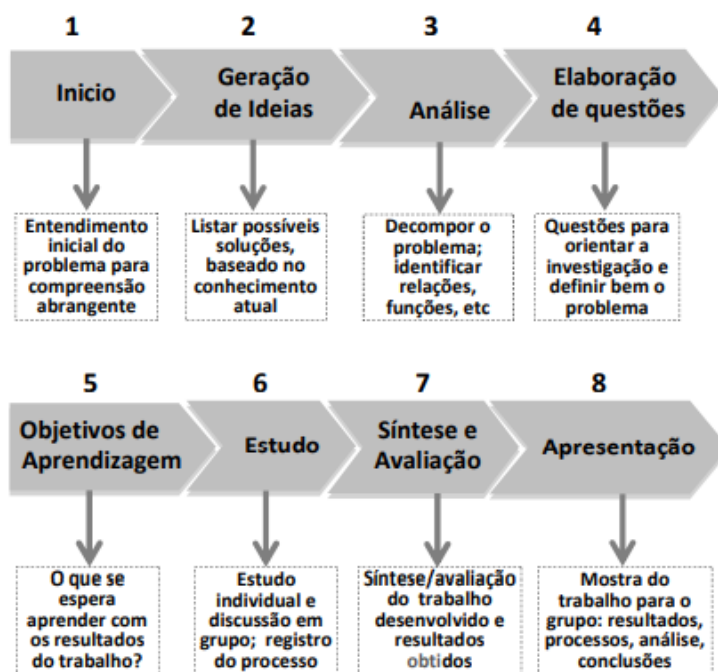 1
2
3
4
Inicio
Geração
de Ideias
Análise
Elaboração
de questões
Entendimento
inicial do
problema para
compreensão
abrangente
Listar possíveis
soluções,
baseado no
conhecimento
atual
Decompor o
problema;
identificar
relações,
funções, etc
Questões para
orientar a
investigação e
definir bem o
problema
5
6
7
8
Objetivos de
Aprendizagem
Estudo
Síntese e
Avaliação
Apresentação
O que se
espera
aprender com
os resultados
do trabalho?
Estudo
individual e
discussão em
grupo; registro
do processo
Síntese/avaliação
do trabalho
desenvolvido e
resultados
obtidos
Mostra do
trabalho para o
grupo: resultados,
processos, análise,
conclusões